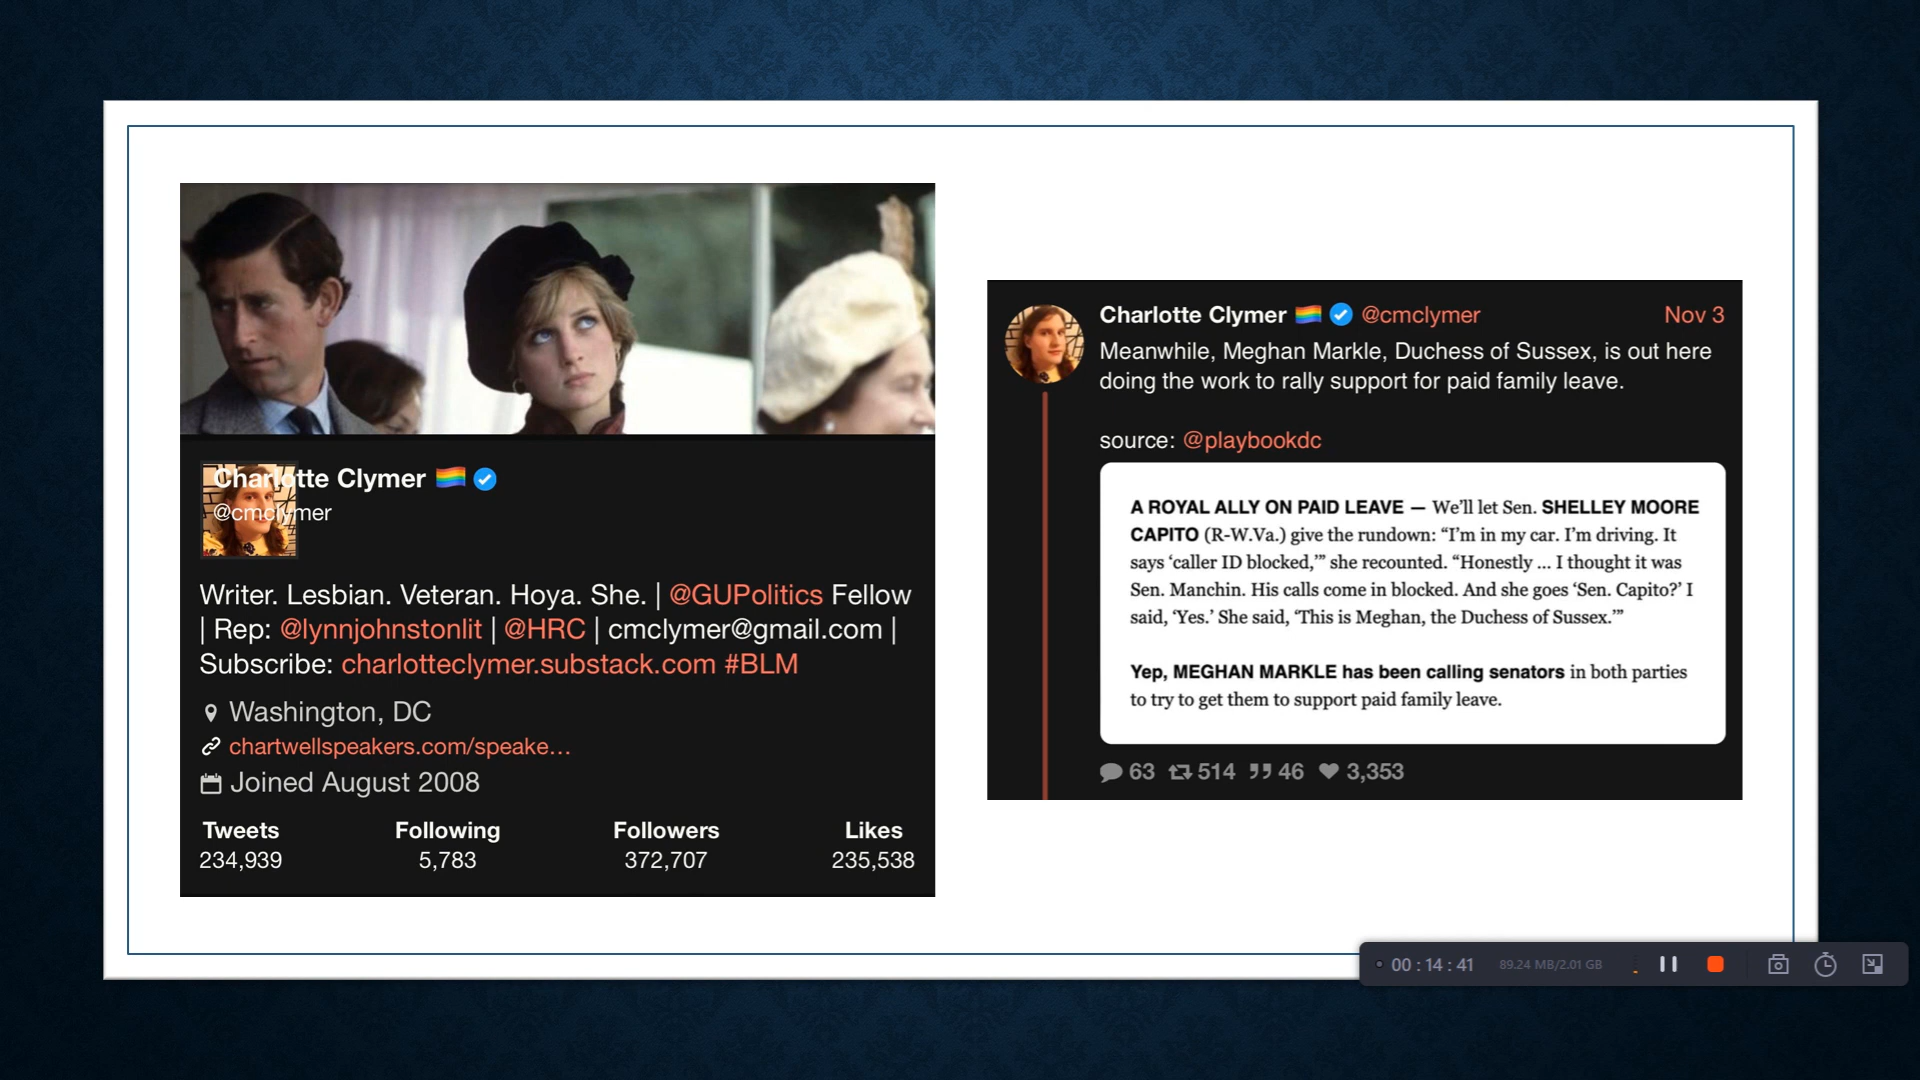 Charlotte Clymer 🏳️‍🌈
@cmclymer
Writer. Lesbian. Veteran. Hoya. She. | @GUPolitics Fellow
| Rep: @lynnjohnstonlit | @HRC | cmclymer@gmail.com |
Subscribe: charlotteclymer.substack.com #BLM
Washington, DC
chartwellspeakers.com/speake…
Joined August 2008
Tweets Following Followers Likes
234,939 5,783 372,707 235,538
Charlotte Clymer 🏳️‍🌈 @cmclymer Nov 3
Meanwhile, Meghan Markle, Duchess of Sussex, is out here
doing the work to rally support for paid family leave.
source: @playbookdc
A ROYAL ALLY ON PAID LEAVE — We’ll let Sen. SHELLEY MOORE
CAPITO (R-W.Va.) give the rundown: “I’m in my car. I’m driving. It
says ‘caller ID blocked,’” she recounted. “Honestly ... I thought it was
Sen. Manchin. His calls come in blocked. And she goes ‘Sen. Capito?’ I
said, ‘Yes.’ She said, ‘This is Meghan, the Duchess of Sussex.’”
Yep, MEGHAN MARKLE has been calling senators in both parties
to try to get them to support paid family leave.
63 514 46 3,353
00 : 14 : 41 89.24 MB/2.01 GB